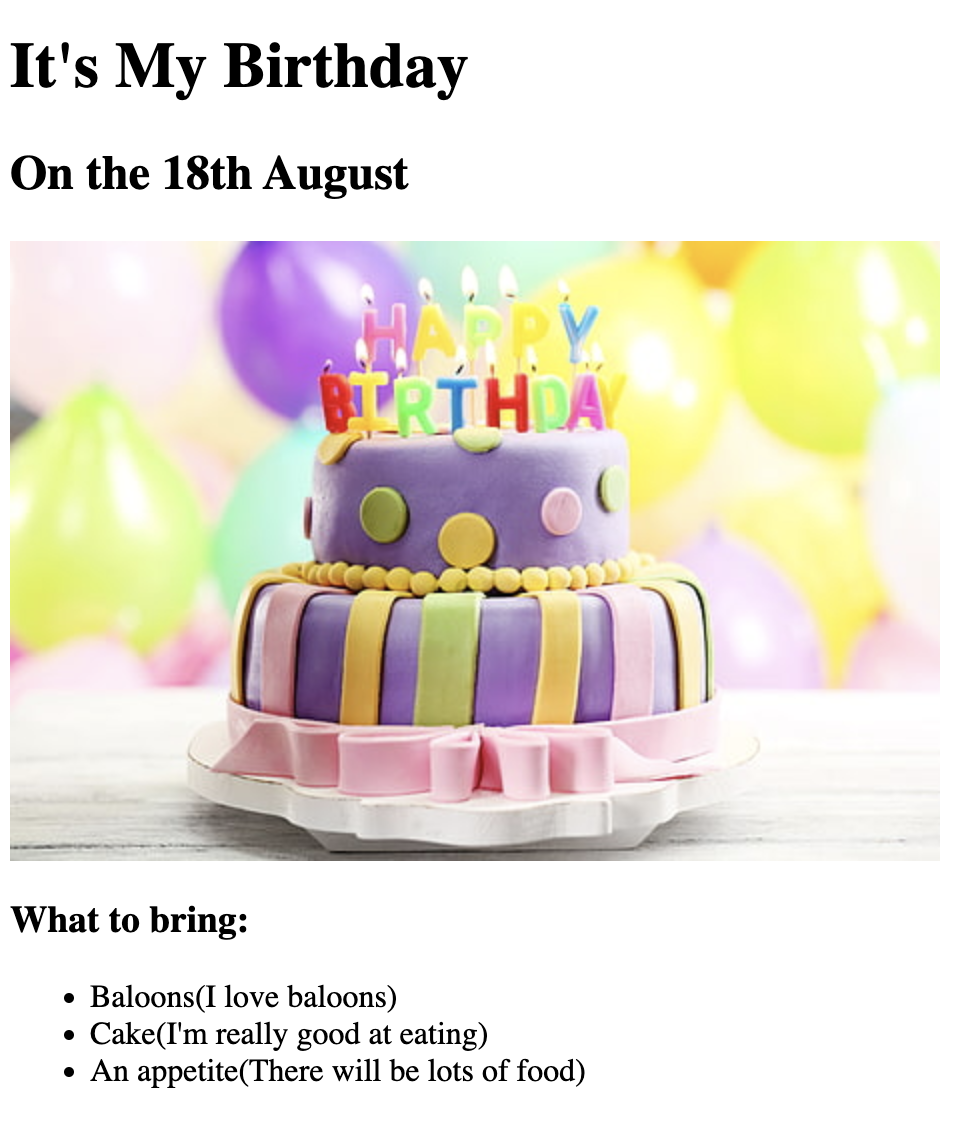 It's My Birthday
On the 18th August
HAPPY
BIRTHDAY
What to bring:
Baloons(I love baloons)
Cake(I'm really good at eating)
An appetite(There will be lots of food)